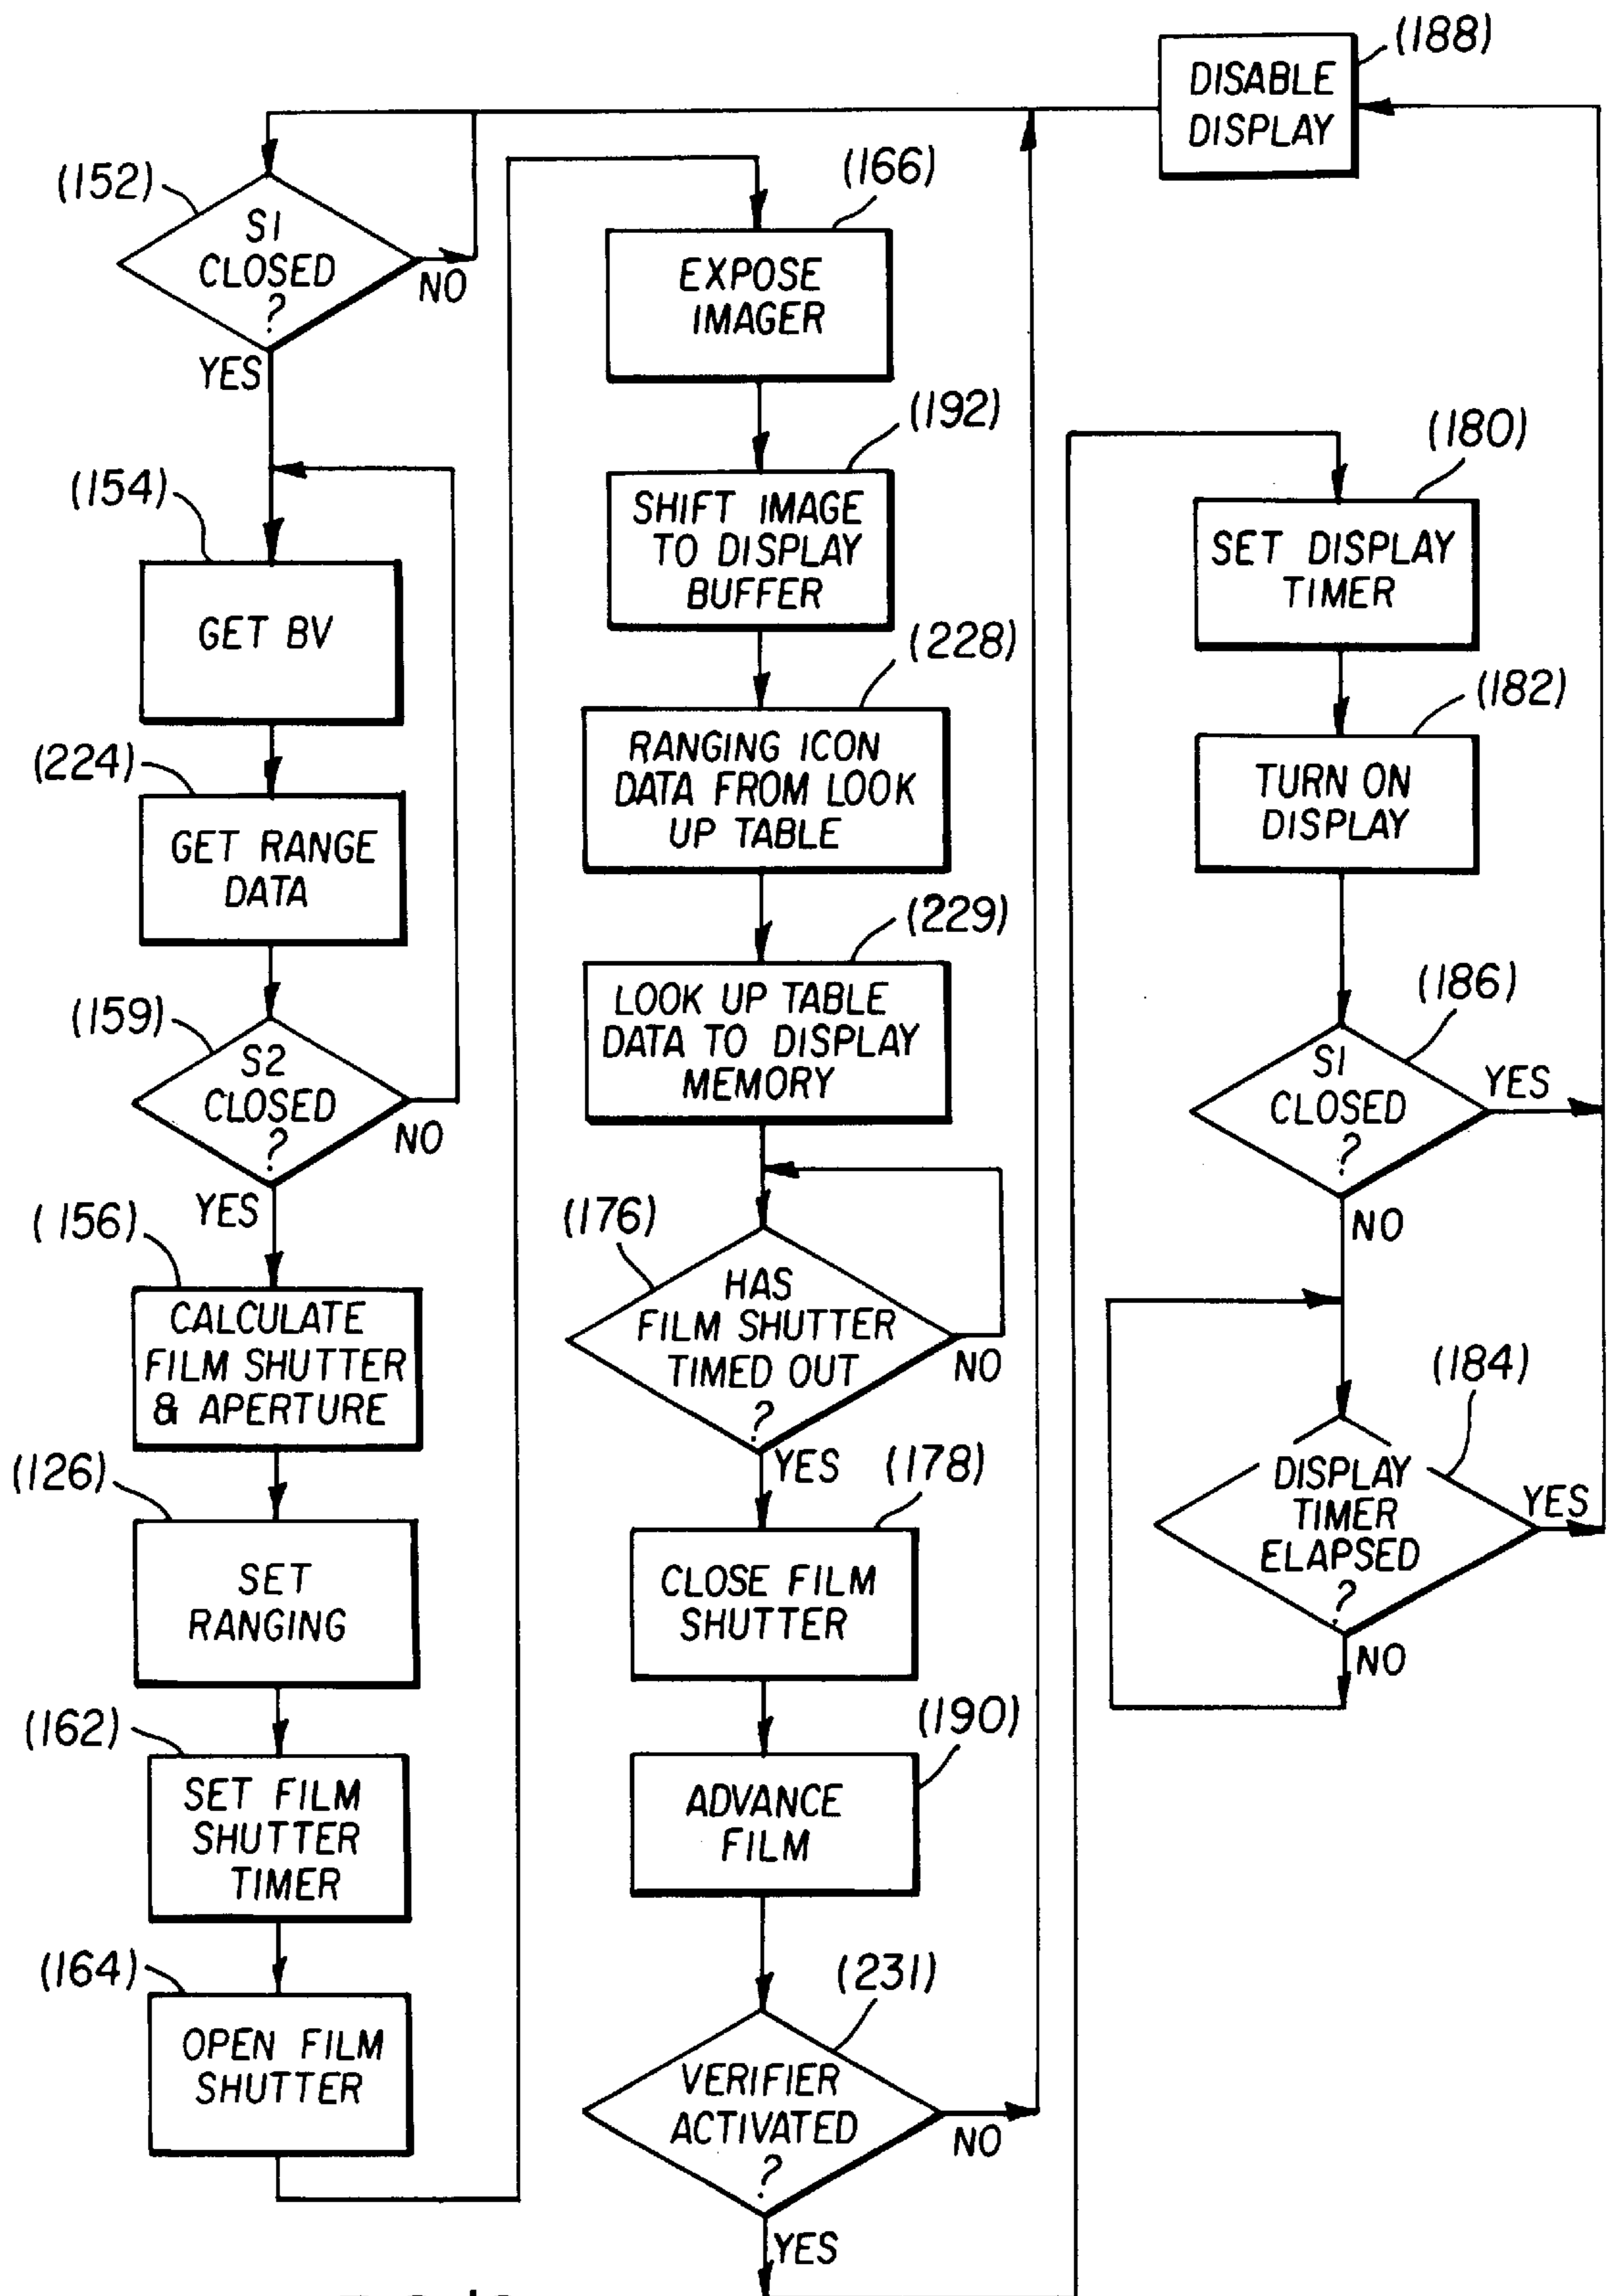 (152)
S1
CLOSED
?
NO
YES
(154)
GET BV
(224)
GET RANGE
DATA
(159)
S2
CLOSED
?
NO
YES
(156)
CALCULATE
FILM SHUTTER
& APERTURE
(126)
SET
RANGING
(162)
SET FILM
SHUTTER
TIMER
(164)
OPEN FILM
SHUTTER
(166)
EXPOSE
IMAGER
(192)
SHIFT IMAGE
TO DISPLAY
BUFFER
(228)
RANGING ICON
DATA FROM LOOK
UP TABLE
(229)
LOOK UP TABLE
DATA TO DISPLAY
MEMORY
(176)
HAS
FILM SHUTTER
TIMED OUT
?
NO
YES
(178)
CLOSE FILM
SHUTTER
(190)
ADVANCE
FILM
(231)
VERIFIER
ACTIVATED
?
NO
YES
(188)
DISABLE
DISPLAY
(180)
SET DISPLAY
TIMER
(182)
TURN ON
DISPLAY
(186)
S1
CLOSED
?
YES
NO
(184)
DISPLAY
TIMER
ELAPSED
?
YES
NO